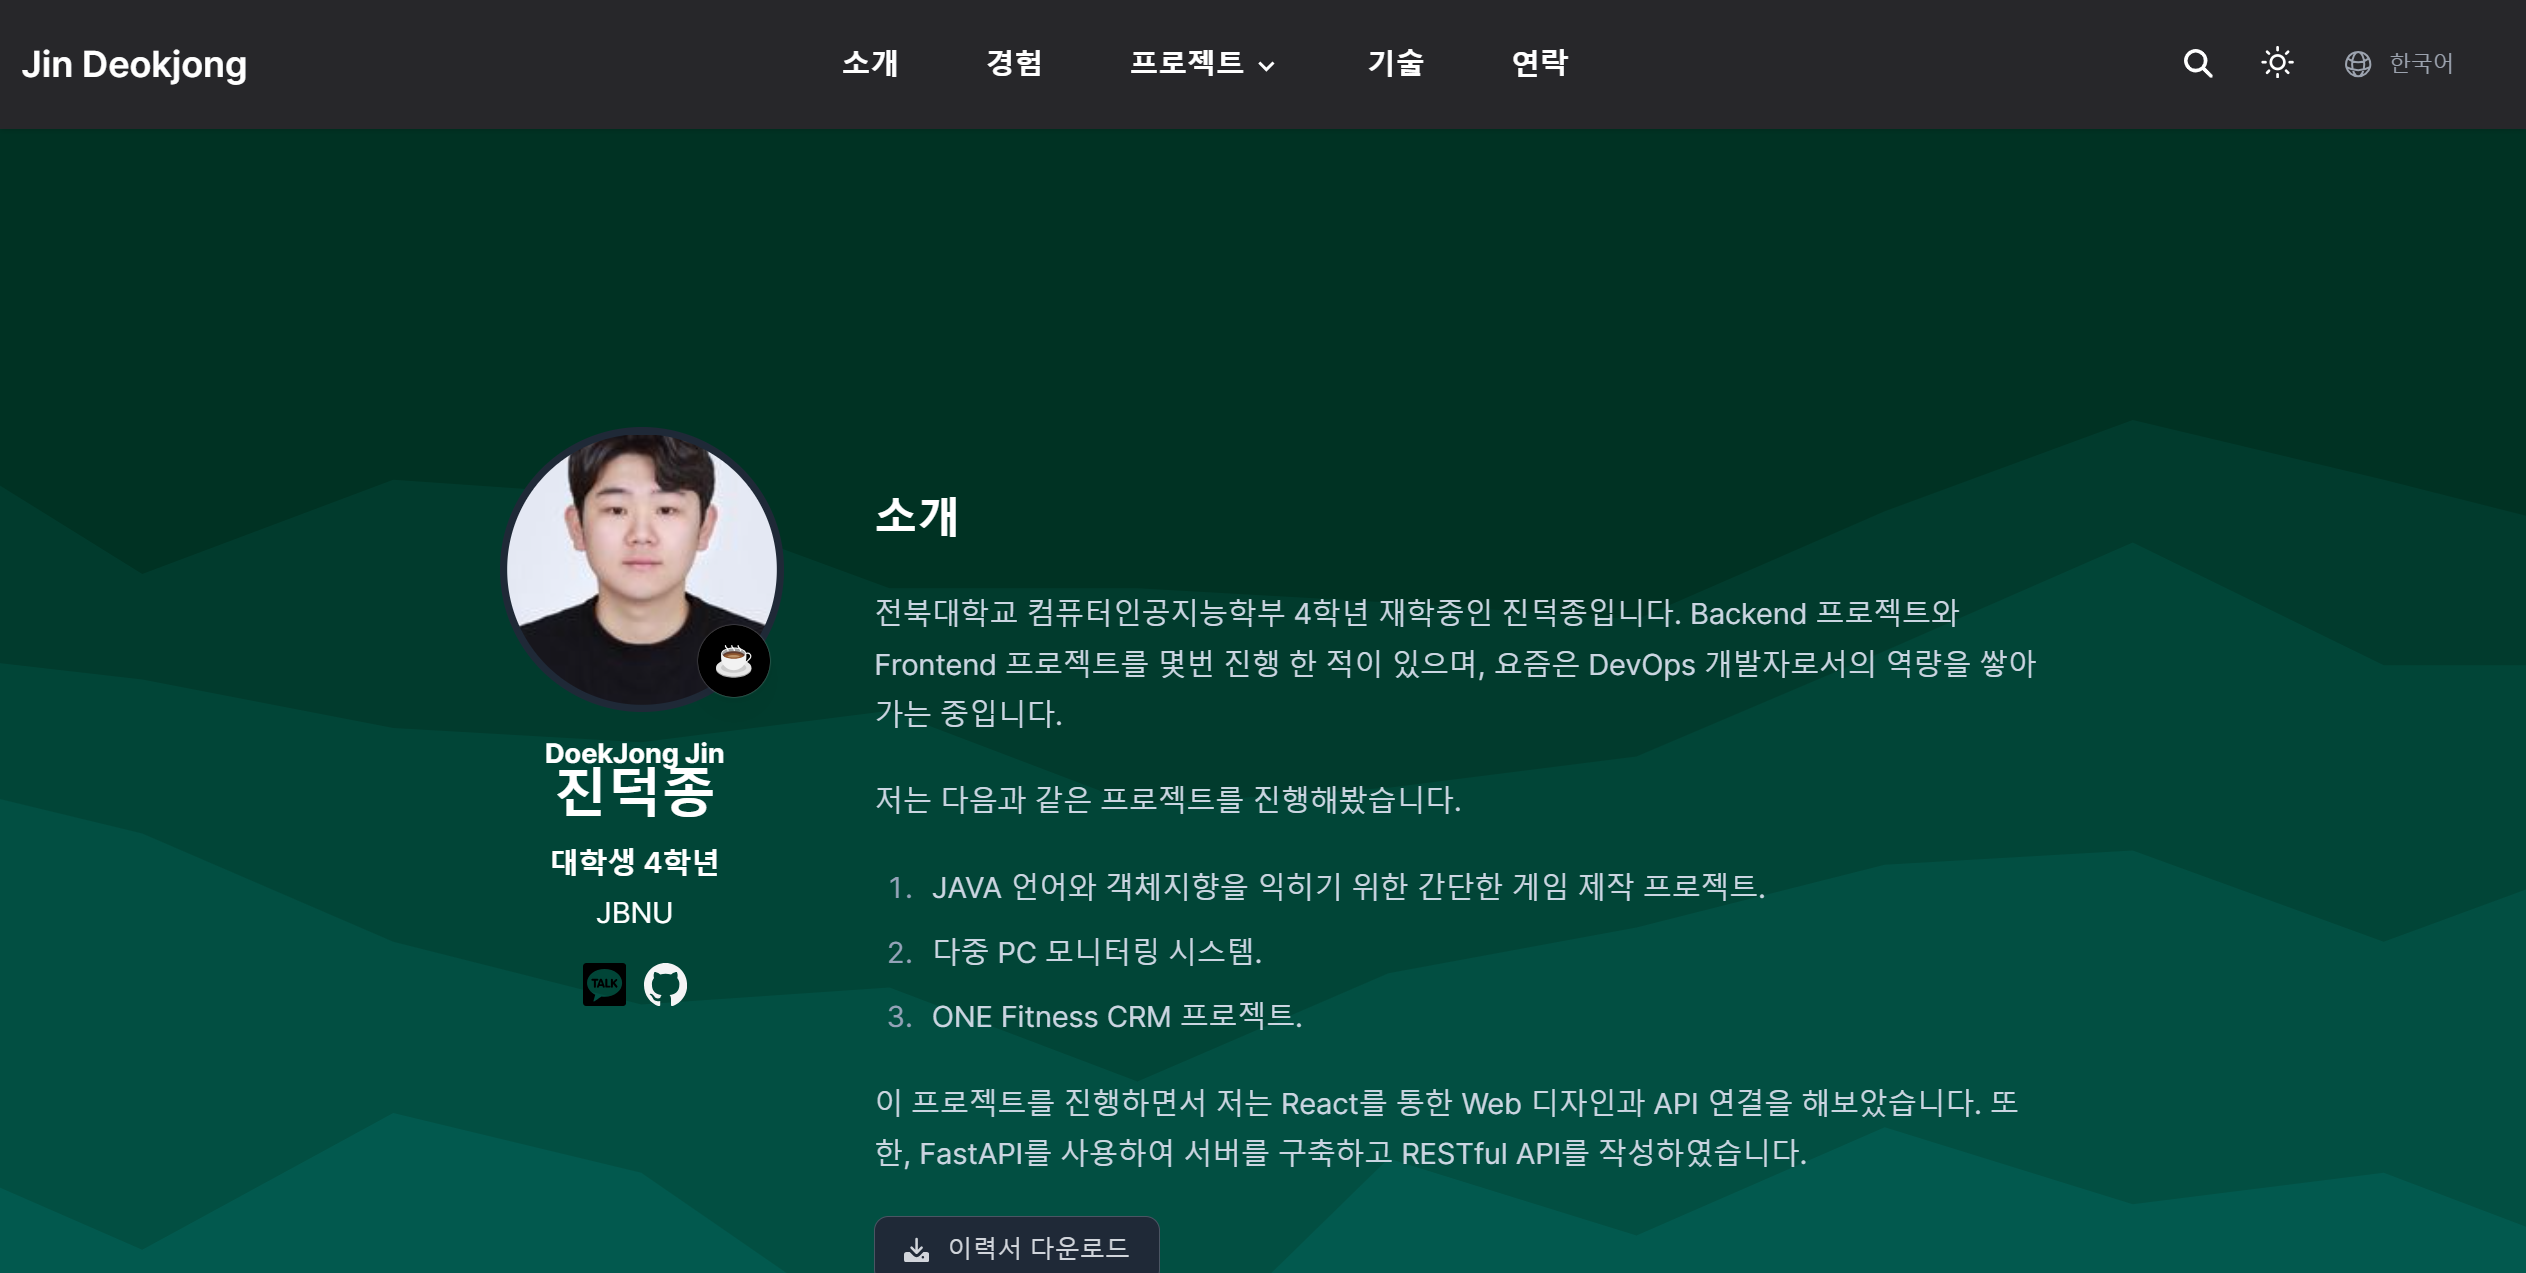 Jin Deokjong
소개
경험
프로젝트
기술
연락
한국어
DoekJong Jin
진덕종
대학생 4학년
JBNU
TALK
소개
전북대학교 컴퓨터인공지능학부 4학년 재학중인 진덕종입니다. Backend 프로젝트와
Frontend 프로젝트를 몇번 진행 한 적이 있으며, 요즘은 DevOps 개발자로서의 역량을 쌓아
가는 중입니다.
저는 다음과 같은 프로젝트를 진행해봤습니다.
1. JAVA 언어와 객체지향을 익히기 위한 간단한 게임 제작 프로젝트.
2. 다중 PC 모니터링 시스템.
3. ONE Fitness CRM 프로젝트.
이 프로젝트를 진행하면서 저는 React를 통한 Web 디자인과 API 연결을 해보았습니다. 또
한, FastAPI를 사용하여 서버를 구축하고 RESTful API를 작성하였습니다.
이력서 다운로드